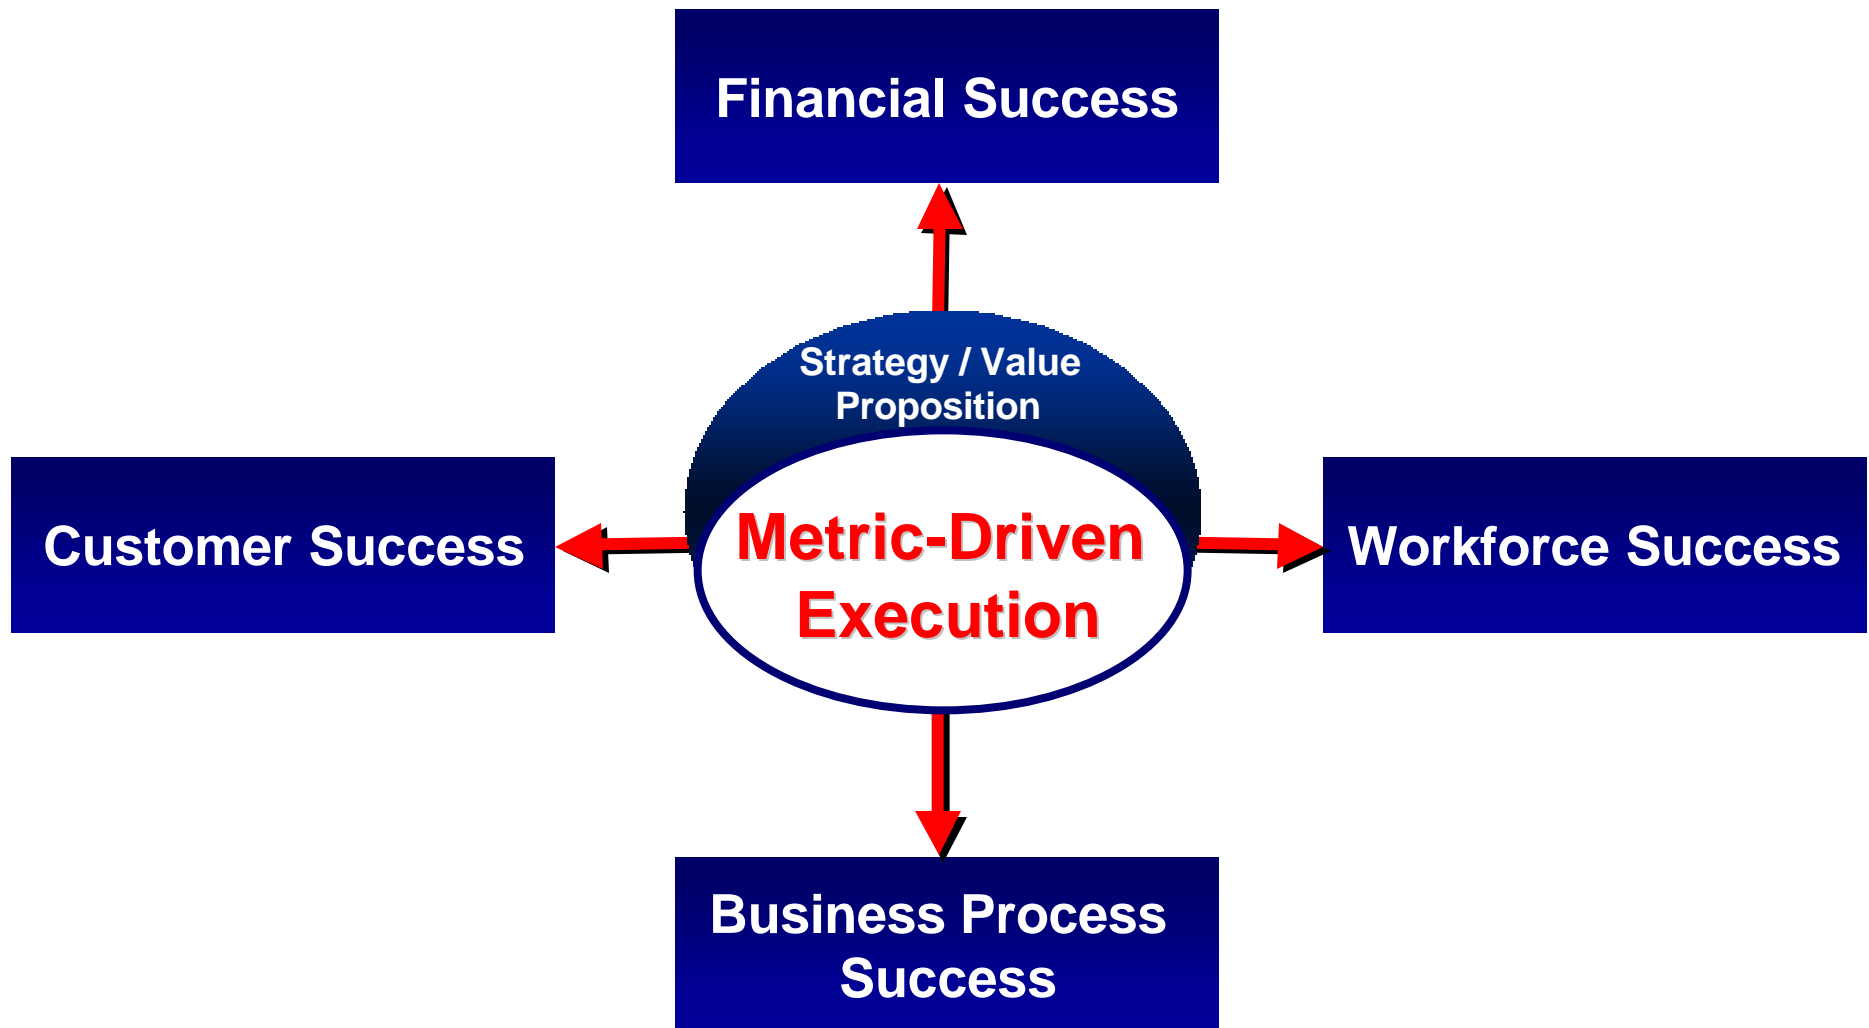 Financial Success
Strategy / Value
Proposition
Customer Success
Metric-Driven
Execution
Workforce Success
Business Process
Success